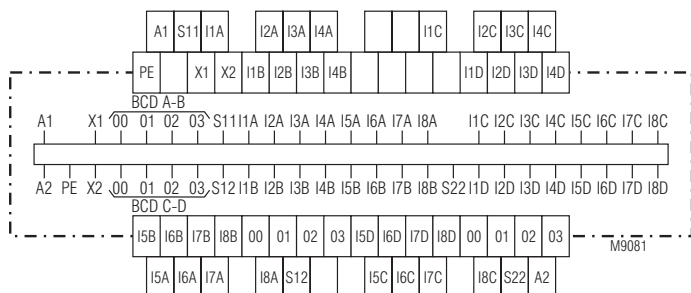 A1 S11 I1A I2A I3A I4A I1C I2C I3C I4C
PE X1 X2 I1B I2B I3B I4B I1D I2D I3D I4D
BCD A-B
A1 X1 00 01 02 03 S11 I1A I2A I3A I4A I5A I6A I7A I8A I1C I2C I3C I4C I5C I6C I7C I8C
A2 PE X2 00 01 02 03 S12 I1B I2B I3B I4B I5B I6B I7B I8B S22 I1D I2D I3D I4D I5D I6D I7D I8D
BCD C-D
I5B I6B I7B I8B 00 01 02 03 I5D I6D I7D I8D 00 01 02 03
M9081
I5A I6A I7A I8A S12 I5C I6C I7C I8C S22 A2